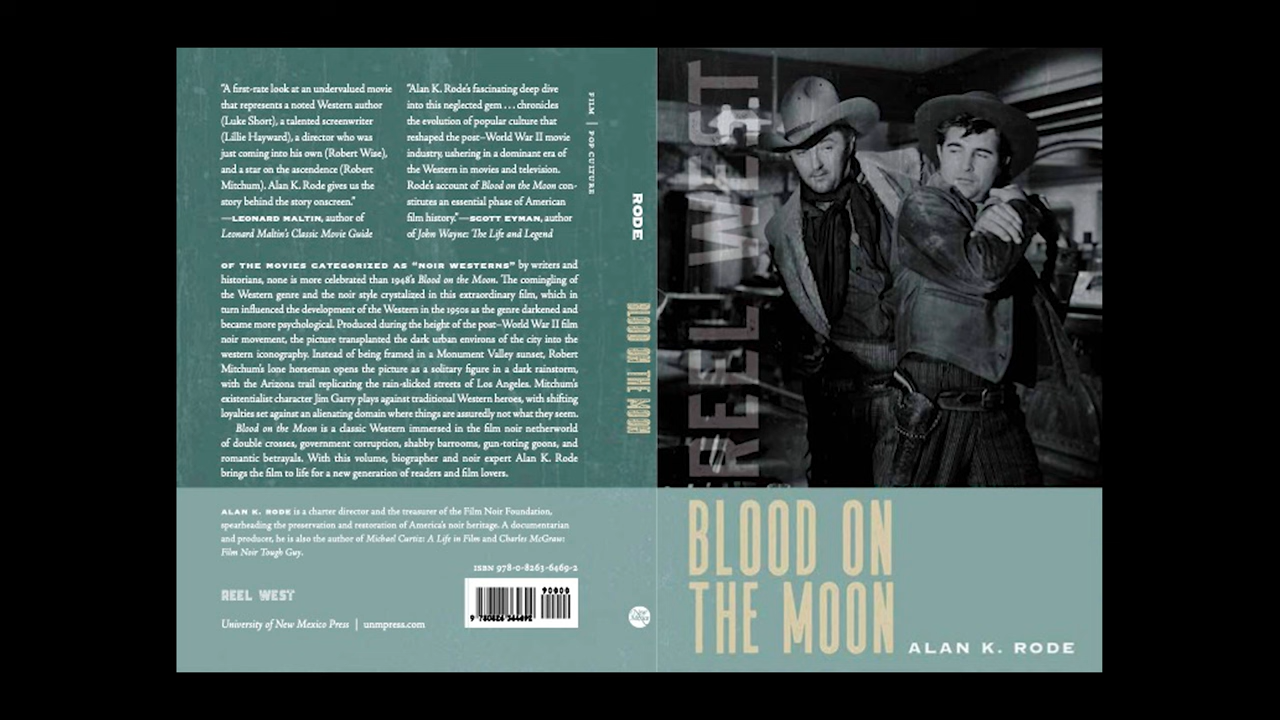 "A first-rate look at an undervalued movie
that represents a noted Western author
(Luke Short), a talented screenwriter
(Lillie Hayward), a director who was
just coming into his own (Robert Wise),
and a star on the ascendence (Robert
Mitchum). Alan K. Rode gives us the
story behind the story onscreen."
—LEONARD MALTIN, author of
Leonard Maltin's Classic Movie Guide
"Alan K. Rode's fascinating deep dive
into this neglected gem . . . chronicles
the evolution of popular culture that
reshaped the post–World War II movie
industry, ushering in a dominant era of
the Western in movies and television.
Rode's account of Blood on the Moon con-
stitutes an essential phase of American
film history."—SCOTT EYMAN, author
of John Wayne: The Life and Legend
FILM | POP CULTURE
OF THE MOVIES CATEGORIZED AS "NOIR WESTERNS" by writers and
historians, none is more celebrated than 1948's Blood on the Moon. The comingling of
the Western genre and the noir style crystalized in this extraordinary film, which in
turn influenced the development of the Western in the 1950s as the genre darkened and
became more psychological. Produced during the height of the post–World War II film
noir movement, the picture transplanted the dark urban environs of the city into the
western iconography. Instead of being framed in a Monument Valley sunset, Robert
Mitchum's lone horseman opens the picture as a solitary figure in a dark rainstorm,
with the Arizona trail replicating the rain-slicked streets of Los Angeles. Mitchum's
existentialist character Jim Garry plays against traditional Western heroes, with shifting
loyalties set against an alienating domain where things are assuredly not what they seem.
Blood on the Moon is a classic Western immersed in the film noir netherworld
of double crosses, government corruption, shabby barrooms, gun-toting goons, and
romantic betrayals. With this volume, biographer and noir expert Alan K. Rode
brings the film to life for a new generation of readers and film lovers.
ALAN K. RODE is a charter director and the treasurer of the Film Noir Foundation,
spearheading the preservation and restoration of America's noir heritage. A documentarian
and producer, he is also the author of Michael Curtiz: A Life in Film and Charles McGraw:
Film Noir Tough Guy.
ISBN 978-0-8263-6469-2
90000
9 780826 364692
REEL WEST
University of New Mexico Press | unmpress.com
RODE
BLOOD ON THE MOON
REEL WEST
BLOOD ON
THE MOON
ALAN K. RODE